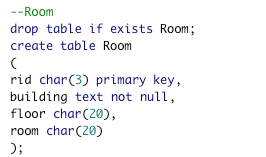 --Room
drop table if exists Room;
create table Room
(
rid char(3) primary key,
building text not null,
floor char(20),
room char(20)
);